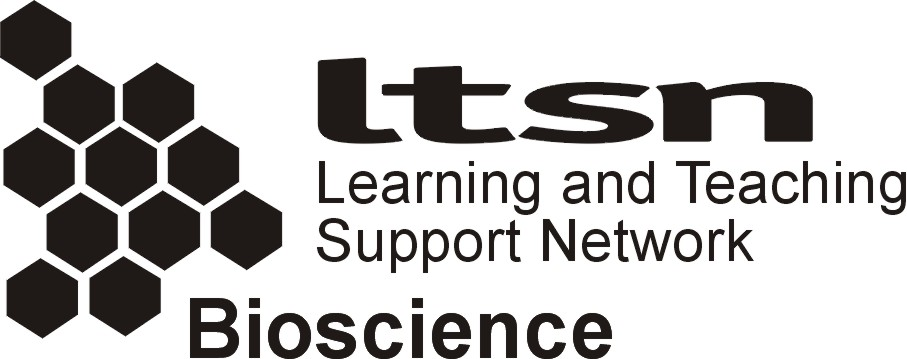 ltsn
Learning and Teaching
Support Network
Bioscience